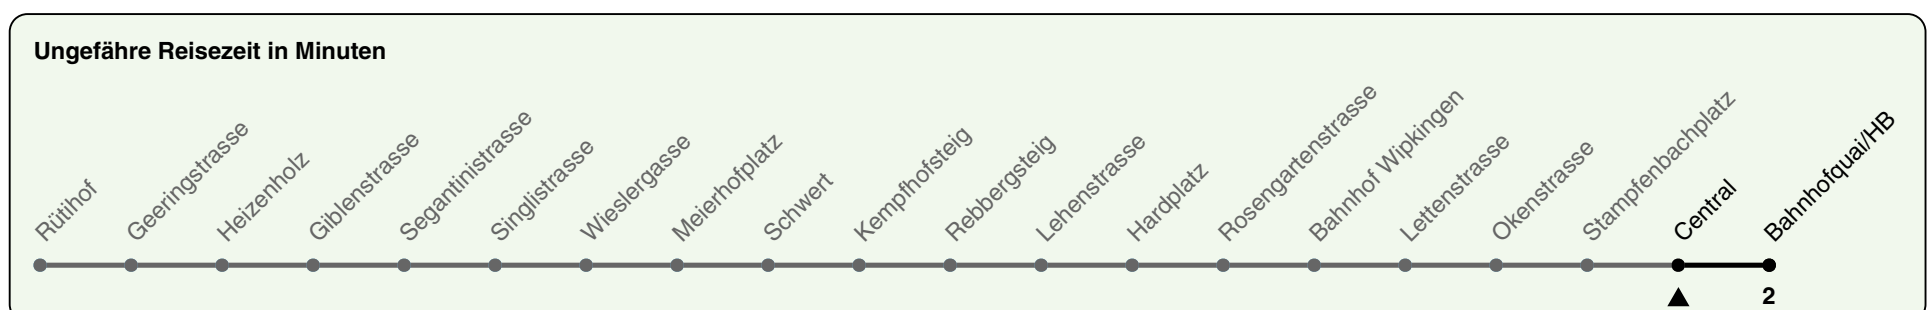 Ungefähre Reisezeit in Minuten
Rütihof
Geeringstrasse
Heizenholz
Giblenstrasse
Segantinistrasse
Singlistrasse
Wieslergasse
Meierhofplatz
Schwert
Kempfhofsteig
Rebbergsteig
Lehenstrasse
Hardplatz
Rosengartenstrasse
Bahnhof Wipkingen
Lettenstrasse
Okenstrasse
Stampfenbachplatz
Central
Bahnhofquai/HB
2